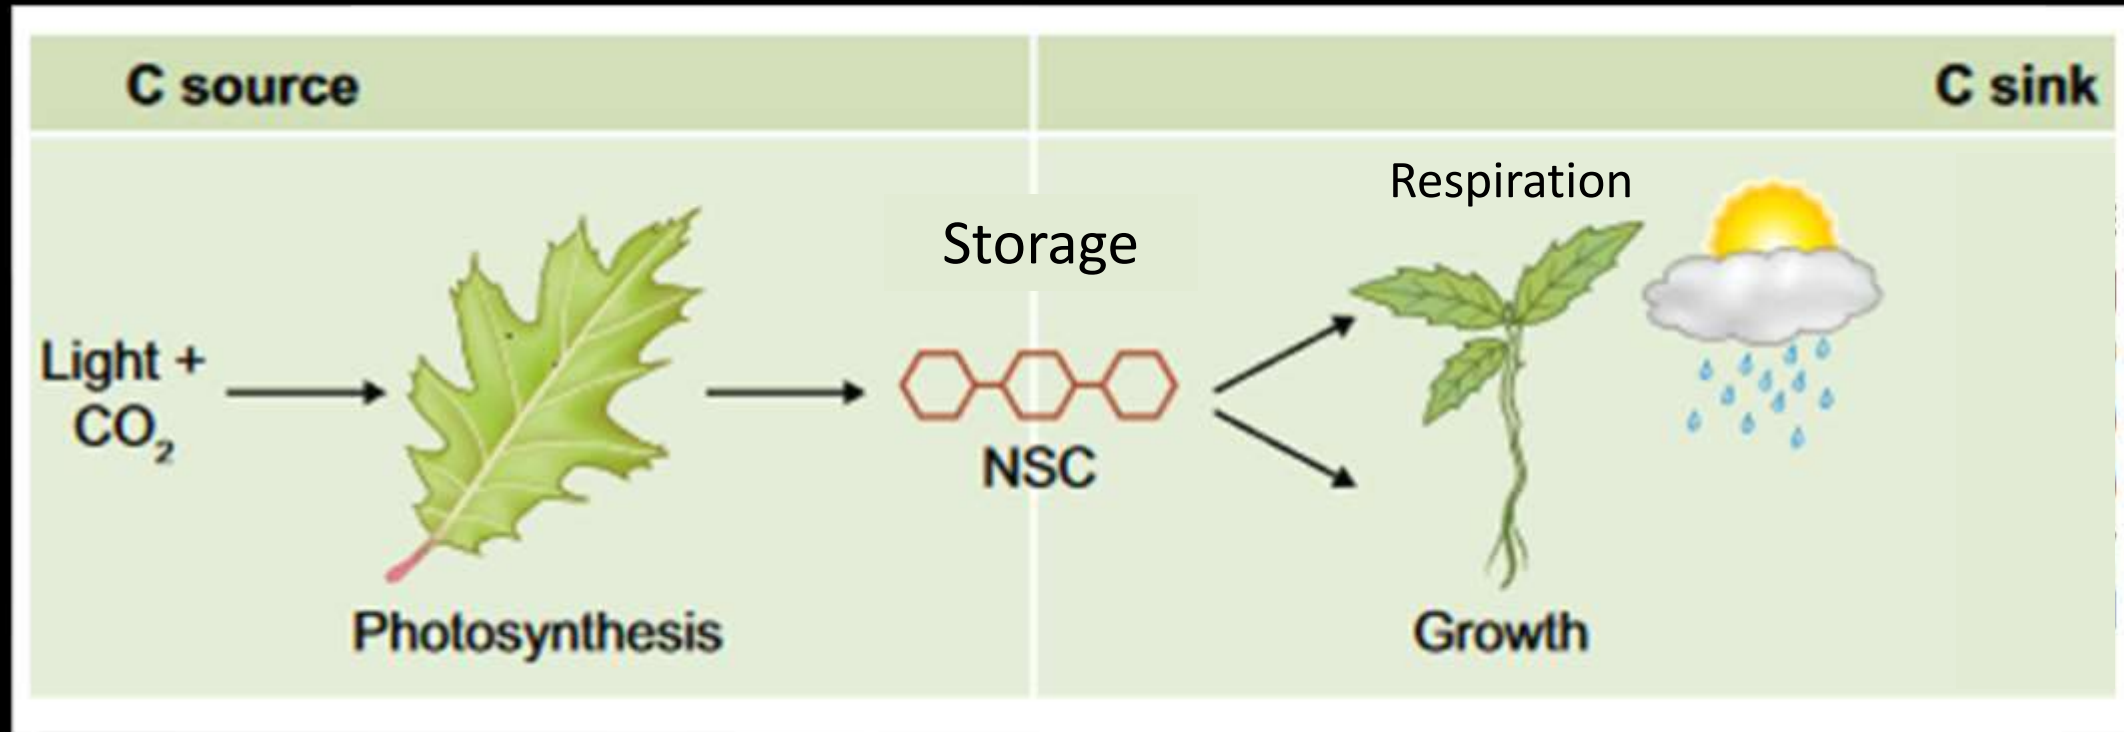 C source
C sink
Respiration
Storage
Light +
CO₂
NSC
Photosynthesis
Growth